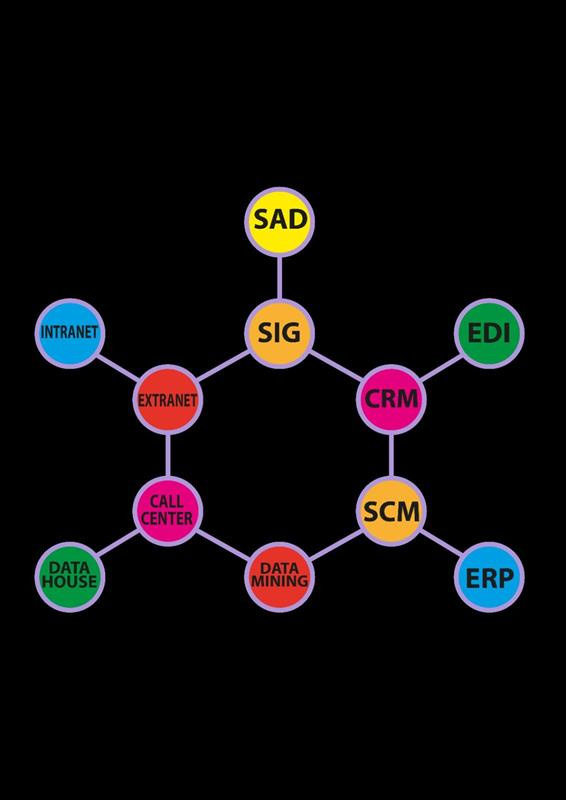 SAD
INTRANET
SIG
EDI
EXTRANET
CRM
CALL
CENTER
SCM
DATA
HOUSE
DATA
MINING
ERP